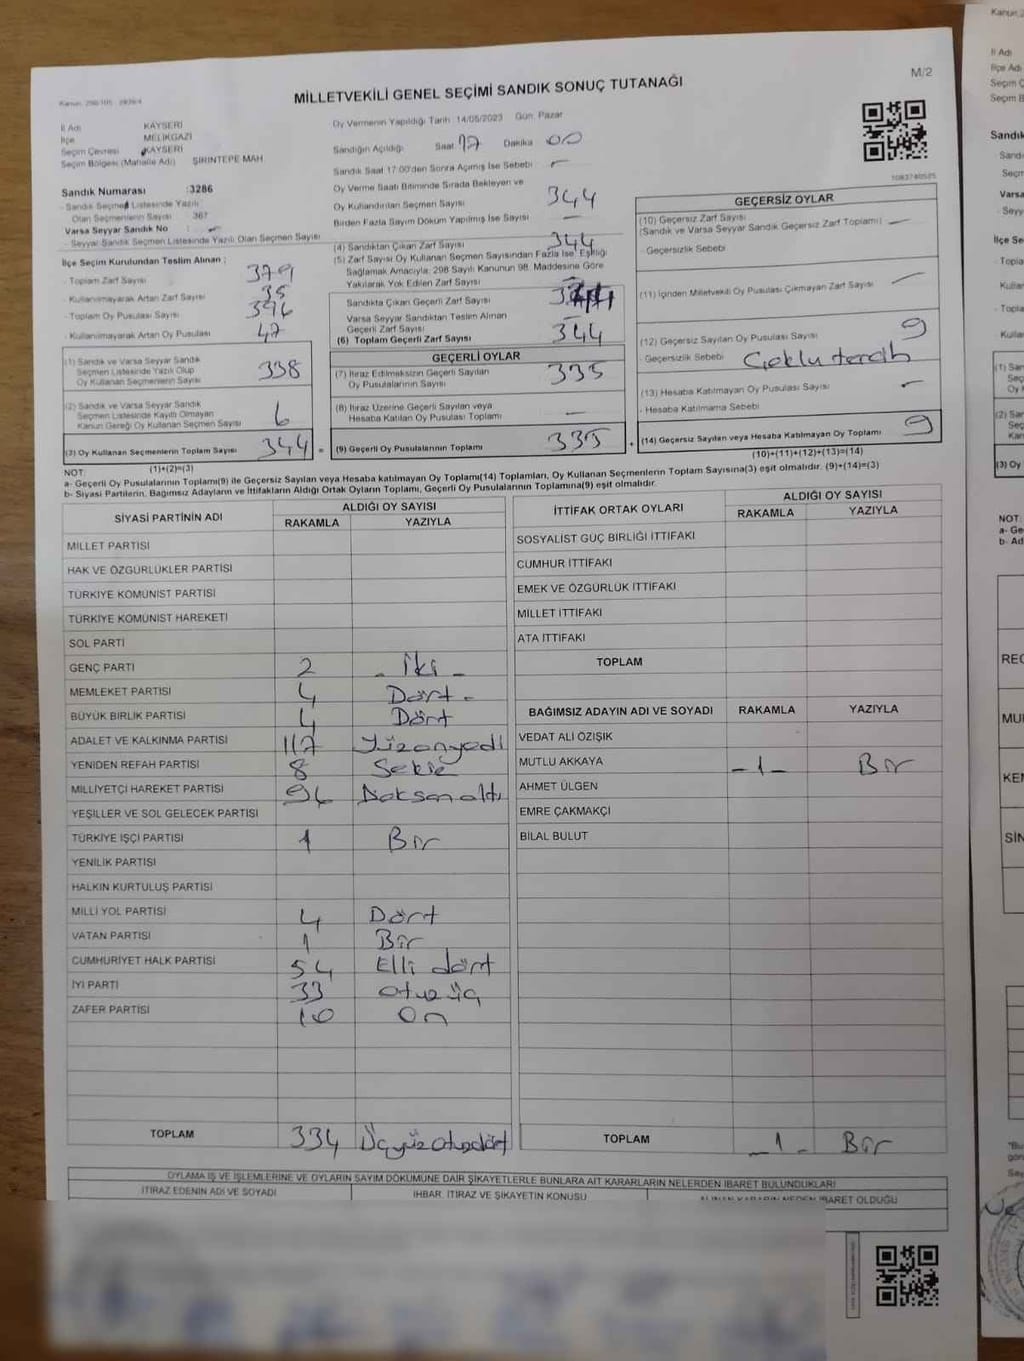 M/2
MİLLETVEKİLİ GENEL SEÇİMİ SANDIK SONUÇ TUTANAĞI
İl Adı KAYSERİ
İlçe MELİKGAZİ
Seçim Çevresi KAYSERİ
Seçim Bölgesi (Mahalle Adı) ŞİRİNTEPE MAH
Sandık Numarası :3286
- Sandık Seçmen Listesinde Yazılı
Olan Seçmenlerin Sayısı 367
Varsa Seyyar Sandık No
- Seyyar Sandık Seçmen Listesinde Yazılı Olan Seçmen Sayısı
İlçe Seçim Kurulundan Teslim Alınan :
- Toplam Zarf Sayısı 379
- Kullanılmayarak Artan Zarf Sayısı 35
- Toplam Oy Pusulası Sayısı
- Kullanılmayarak Artan Oy Pusulası 47
(1) Sandık ve Varsa Seyyar Sandık
Seçmen Listesinde Yazılı Olup
Oy Kullanan Seçmenlerin Sayısı 338
(2) Sandık ve Varsa Seyyar Sandık
Seçmen Listesinde Kayıtlı Olmayan
Kanun Gereği Oy Kullanan Seçmen Sayısı 6
(3) Oy Kullanan Seçmenlerin Toplam Sayısı 344 =
(1)+(2)=(3)
Oy Vermenin Yapıldığı Tarih 14/05/2023 Gün: Pazar
Sandığın Açıldığı Saat 17 Dakika 00
Sandık Saat 17.00'den Sonra Açılmış İse Sebebi -
Oy Verme Saati Bitiminde Sırada Bekleyen ve
Oy Kullandırılan Seçmen Sayısı 344
Birden Fazla Sayım Döküm Yapılmış İse Sayısı -
(4) Sandıktan Çıkan Zarf Sayısı 344
(5) Zarf Sayısı Oy Kullanan Seçmen Sayısından Fazla İse, Eşitliği
Sağlamak Amacıyla; 298 Sayılı Kanunun 98. Maddesine Göre
Yakılarak Yok Edilen Zarf Sayısı
Sandıkta Çıkan Geçerli Zarf Sayısı
Varsa Seyyar Sandıktan Teslim Alınan
Geçerli Zarf Sayısı
(6) Toplam Geçerli Zarf Sayısı 344
GEÇERLİ OYLAR
(7) İtiraz Edilmeksizin Geçerli Sayılan
Oy Pusulalarının Sayısı 335
(8) İtiraz Üzerine Geçerli Sayılan veya
Hesaba Katılan Oy Pusulası Toplamı -
(9) Geçerli Oy Pusulalarının Toplamı 335 +
1083740505
GEÇERSİZ OYLAR
(10) Geçersiz Zarf Sayısı
(Sandık ve Varsa Seyyar Sandık Geçersiz Zarf Toplamı) -
- Geçersizlik Sebebi
(11) İçinden Milletvekili Oy Pusulası Çıkmayan Zarf Sayısı -
(12) Geçersiz Sayılan Oy Pusulası Sayısı 9
- Geçersizlik Sebebi Çoklu tercih
(13) Hesaba Katılmayan Oy Pusulası Sayısı -
- Hesaba Katılmama Sebebi
(14) Geçersiz Sayılan veya Hesaba Katılmayan Oy Toplamı 9
(10)+(11)+(12)+(13)=(14)
NOT:
a- Geçerli Oy Pusulalarının Toplamı(9) ile Geçersiz Sayılan veya Hesaba Katılmayan Oy Toplamı(14) Toplamları, Oy Kullanan Seçmenlerin Toplam Sayısına(3) eşit olmalıdır. (9)+(14)=(3)
b- Siyasi Partilerin, Bağımsız Adayların ve İttifakların Aldığı Ortak Oyların Toplamı, Geçerli Oy Pusulalarının Toplamına(9) eşit olmalıdır.
SİYASİ PARTİNİN ADI ALDIĞI OY SAYISI
RAKAMLA YAZIYLA
MİLLET PARTİSİ
HAK VE ÖZGÜRLÜKLER PARTİSİ
TÜRKİYE KOMÜNİST PARTİSİ
TÜRKİYE KOMÜNİST HAREKETİ
SOL PARTİ
GENÇ PARTİ 2 - İki -
MEMLEKET PARTİSİ 4 Dört -
BÜYÜK BİRLİK PARTİSİ 4 Dört
ADALET VE KALKINMA PARTİSİ 117 Yüzonyedi
YENİDEN REFAH PARTİSİ 8 Sekiz
MİLLİYETÇİ HAREKET PARTİSİ 96 Doksanaltı
YEŞİLLER VE SOL GELECEK PARTİSİ
TÜRKİYE İŞÇİ PARTİSİ 1 Bir
YENİLİK PARTİSİ
HALKIN KURTULUŞ PARTİSİ
MİLLİ YOL PARTİSİ 4 Dört
VATAN PARTİSİ 1 Bir
CUMHURİYET HALK PARTİSİ 54 Elli dört
İYİ PARTİ 33 otuz üç
ZAFER PARTİSİ 10 On
TOPLAM 334 Üçyüzotuzdört
İTTİFAK ORTAK OYLARI ALDIĞI OY SAYISI
RAKAMLA YAZIYLA
SOSYALİST GÜÇ BİRLİĞİ İTTİFAKI
CUMHUR İTTİFAKI
EMEK VE ÖZGÜRLÜK İTTİFAKI
MİLLET İTTİFAKI
ATA İTTİFAKI
TOPLAM
BAĞIMSIZ ADAYIN ADI VE SOYADI RAKAMLA YAZIYLA
VEDAT ALİ ÖZIŞIK
MUTLU AKKAYA -1- Bir
AHMET ÜLGEN
EMRE ÇAKMAKÇI
BİLAL BULUT
TOPLAM -1- Bir
OYLAMA İŞ VE İŞLEMLERİNE VE OYLARIN SAYIM DÖKÜMÜNE DAİR ŞİKAYETLERLE BUNLARA AİT KARARLARIN NELERDEN İBARET BULUNDUKLARI
İTİRAZ EDENİN ADI VE SOYADI İHBAR, İTİRAZ VE ŞİKAYETİN KONUSU ALINAN KARARIN NEDEN İBARET OLDUĞU